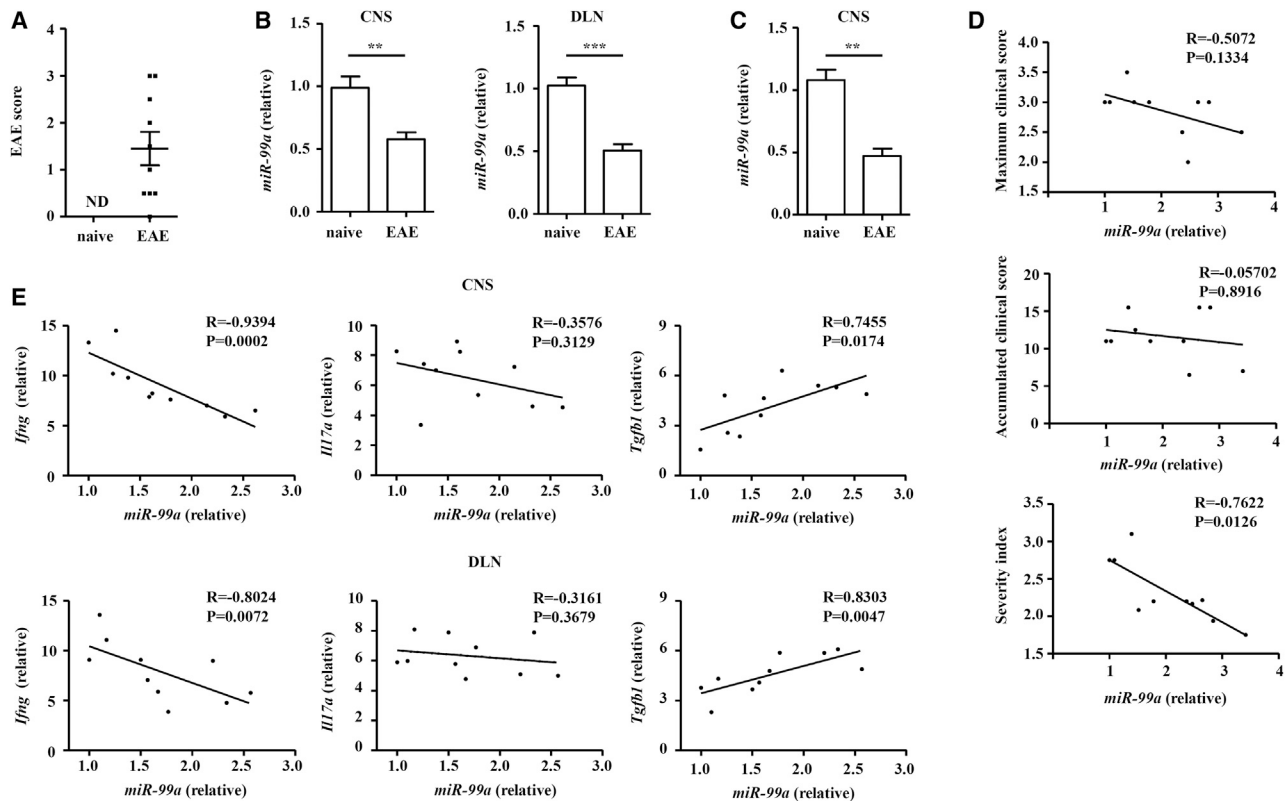 A
EAE score
4
3
2
1
0
ND
naive
EAE
B
CNS
miR-99a (relative)
1.5
1.0
0.5
0.0
**
naive
EAE
DLN
miR-99a (relative)
1.5
1.0
0.5
0.0
***
naive
EAE
C
miR-99a (relative)
1.5
1.0
0.5
0.0
**
naive
EAE
D
Maximum clinical score
4.0
3.5
3.0
2.5
2.0
1.5
R=-0.5072
P=0.1334
1 2 3 4
miR-99a (relative)
Accumulated clinical score
20
15
10
5
0
R=-0.05702
P=0.8916
1 2 3 4
miR-99a (relative)
Severity index
3.5
3.0
2.5
2.0
1.5
R=-0.7622
P=0.0126
1 2 3 4
miR-99a (relative)
E
CNS
Ifng (relative)
15
10
5
0
R=-0.9394
P=0.0002
1.0 1.5 2.0 2.5 3.0
miR-99a (relative)
Il17a (relative)
10
8
6
4
2
0
R=-0.3576
P=0.3129
1.0 1.5 2.0 2.5 3.0
miR-99a (relative)
Tgfb1 (relative)
9
6
3
0
R=0.7455
P=0.0174
1.0 1.5 2.0 2.5 3.0
miR-99a (relative)
DLN
Ifng (relative)
15
10
5
0
R=-0.8024
P=0.0072
1.0 1.5 2.0 2.5 3.0
miR-99a (relative)
Il17a (relative)
10
8
6
4
2
0
R=-0.3161
P=0.3679
1.0 1.5 2.0 2.5 3.0
miR-99a (relative)
Tgfb1 (relative)
9
6
3
0
R=0.8303
P=0.0047
1.0 1.5 2.0 2.5 3.0
miR-99a (relative)